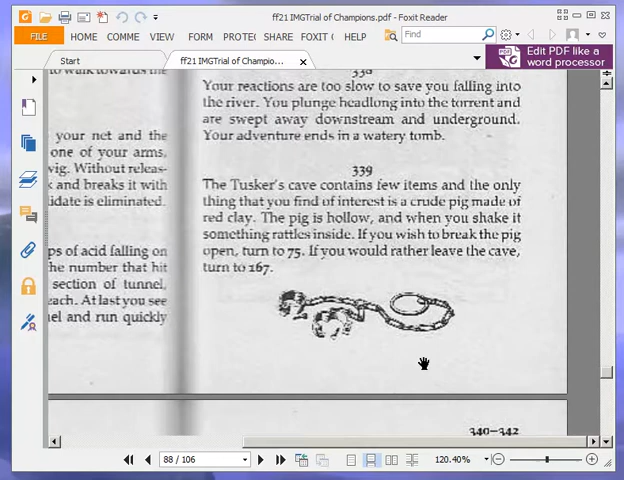 ff21 IMGTrial of Champions.pdf - Foxit Reader
FILE HOME COMME VIEW FORM PROTE SHARE FOXIT C HELP Find
Start ff21 IMGTrial of Champio...
Edit PDF like a
word processor
to walk towards the
your net and the
one of your arms,
wig. Without releas-
and breaks it with
didate is eliminated.
ps of acid falling on
he number that hit
section of tunnel,
each. At last you see
nel and run quickly
338
Your reactions are too slow to save you falling into
the river. You plunge headlong into the torrent and
are swept away downstream and underground.
Your adventure ends in a watery tomb.
339
The Tusker's cave contains few items and the only
thing that you find of interest is a crude pig made of
red clay. The pig is hollow, and when you shake it
something rattles inside. If you wish to break the pig
open, turn to 75. If you would rather leave the cave,
turn to 167.
340–342
88 / 106
120.40%